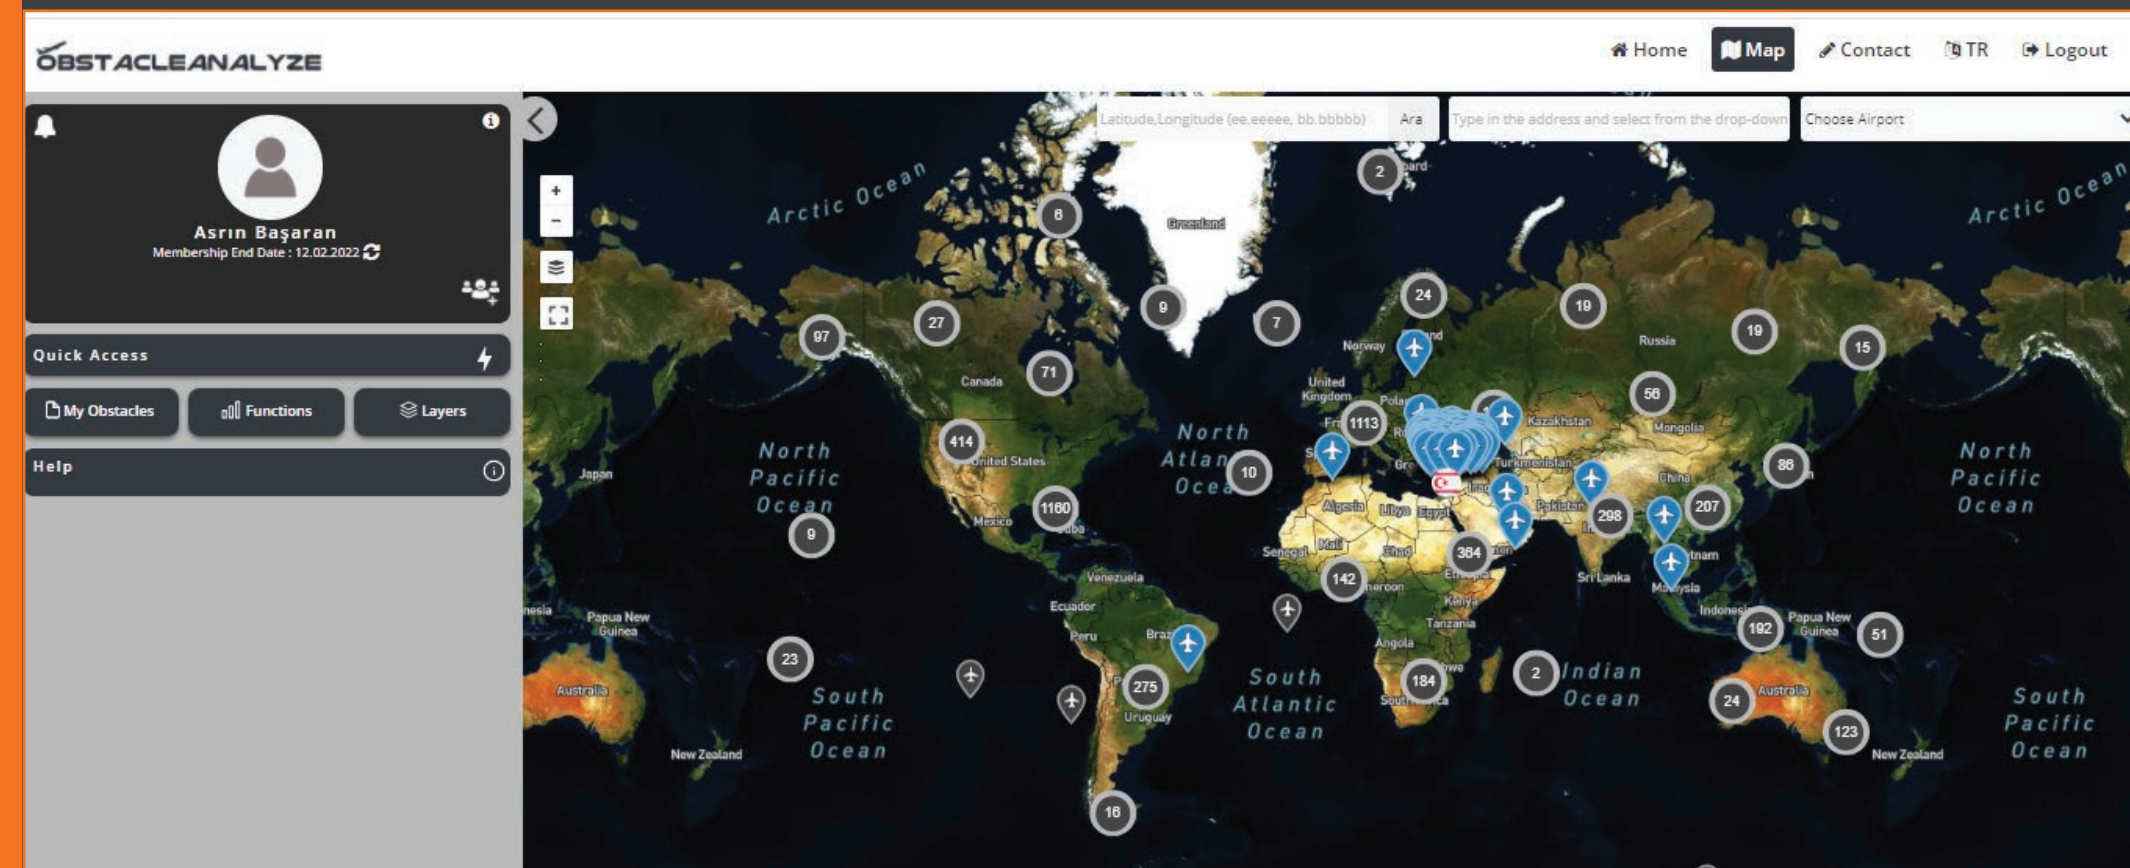 OBSTACLEANALYZE
Home
Map
Contact
TR
Logout
Asrın Başaran
Membership End Date : 12.02.2022
Quick Access
My Obstacles
Functions
Layers
Help
Latitude,Longitude (ee.eeeee, bb.bbbbb)
Ara
Type in the address and select from the drop-down
Choose Airport
+
-
Arctic Ocean
Arctic Ocean
2
6
Greenland
24
9
19
7
27
97
19
15
Norway
Russia
71
Canada
United
Kingdom
56
1113
Kazakhstan
Mongolia
414
United States
North
Pacific
Ocean
North
10
Turkmenistan
China
86
North
Pacific
Ocean
Japan
1160
Mexico
Algeria
Libya
Egypt
Pakistan
298
207
9
Senegal
Mali
Chad
364
142
Venezuela
Sri Lanka
Ecuador
Kenya
Papua New
Guinea
Peru
Tanzania
Papua New
Guinea
192
51
Angola
23
275
184
2
Indian
Ocean
South
Atlantic
Ocean
Australia
Australia
24
South
Pacific
Ocean
South
Pacific
Ocean
Uruguay
123
New Zealand
New Zealand
16